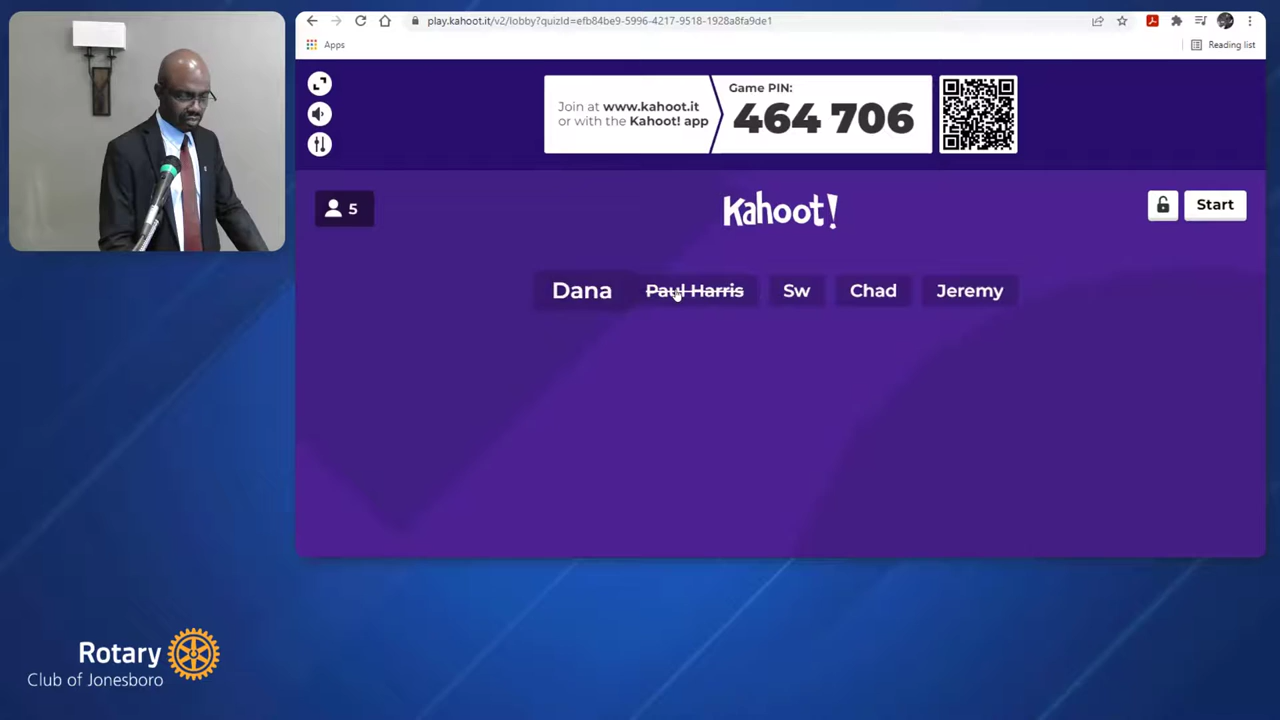 play.kahoot.it/v2/lobby?quizId=efb84be9-5996-4217-9518-1928a8fa9de1
Apps
Reading list
Join at www.kahoot.it
or with the Kahoot! app
Game PIN:
464 706
5
Kahoot!
Start
Dana
Paul Harris
Sw
Chad
Jeremy
Rotary
Club of Jonesboro